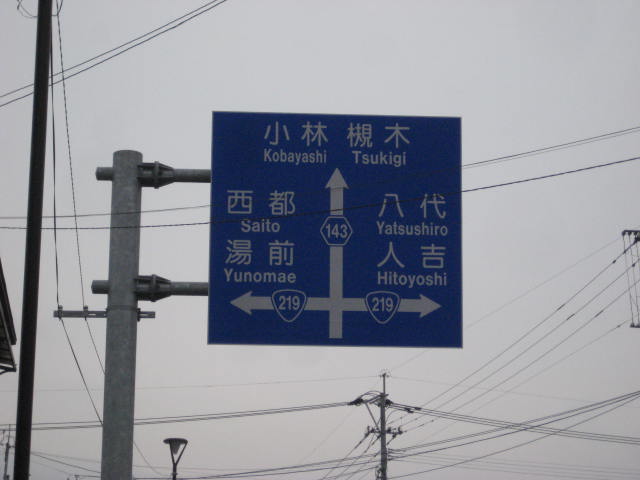 小林 槻木
Kobayashi Tsukigi
西都
Saito
湯前
Yunomae
143
八代
Yatsushiro
人吉
Hitoyoshi
219
219